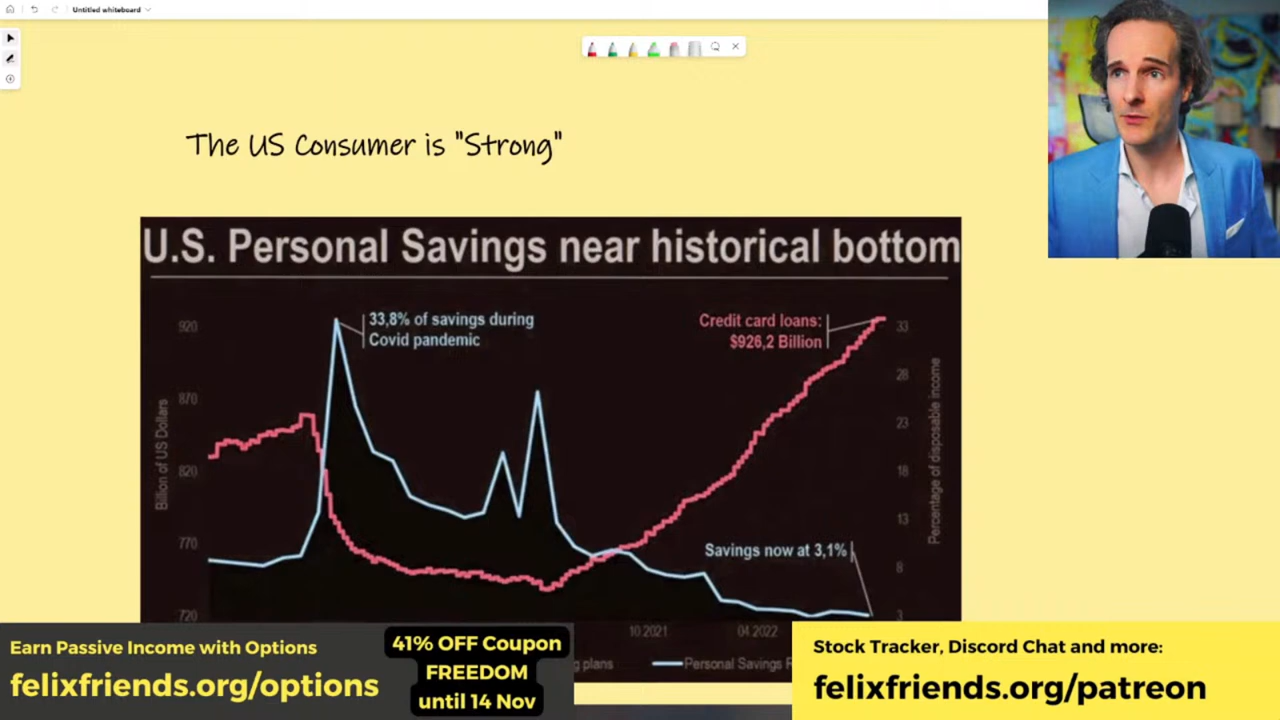 Untitled whiteboard
The US Consumer is "Strong"
U.S. Personal Savings near historical bottom
33,8% of savings during
Covid pandemic
Credit card loans:
$926,2 Billion
Savings now at 3,1%
Billion of US Dollars
920
870
820
770
720
33
28
23
18
13
8
3
Percentage of disposable income
10.2021
04.2022
plans
Personal Savings R
Earn Passive Income with Options
felixfriends.org/options
41% OFF Coupon
FREEDOM
until 14 Nov
Stock Tracker, Discord Chat and more:
felixfriends.org/patreon